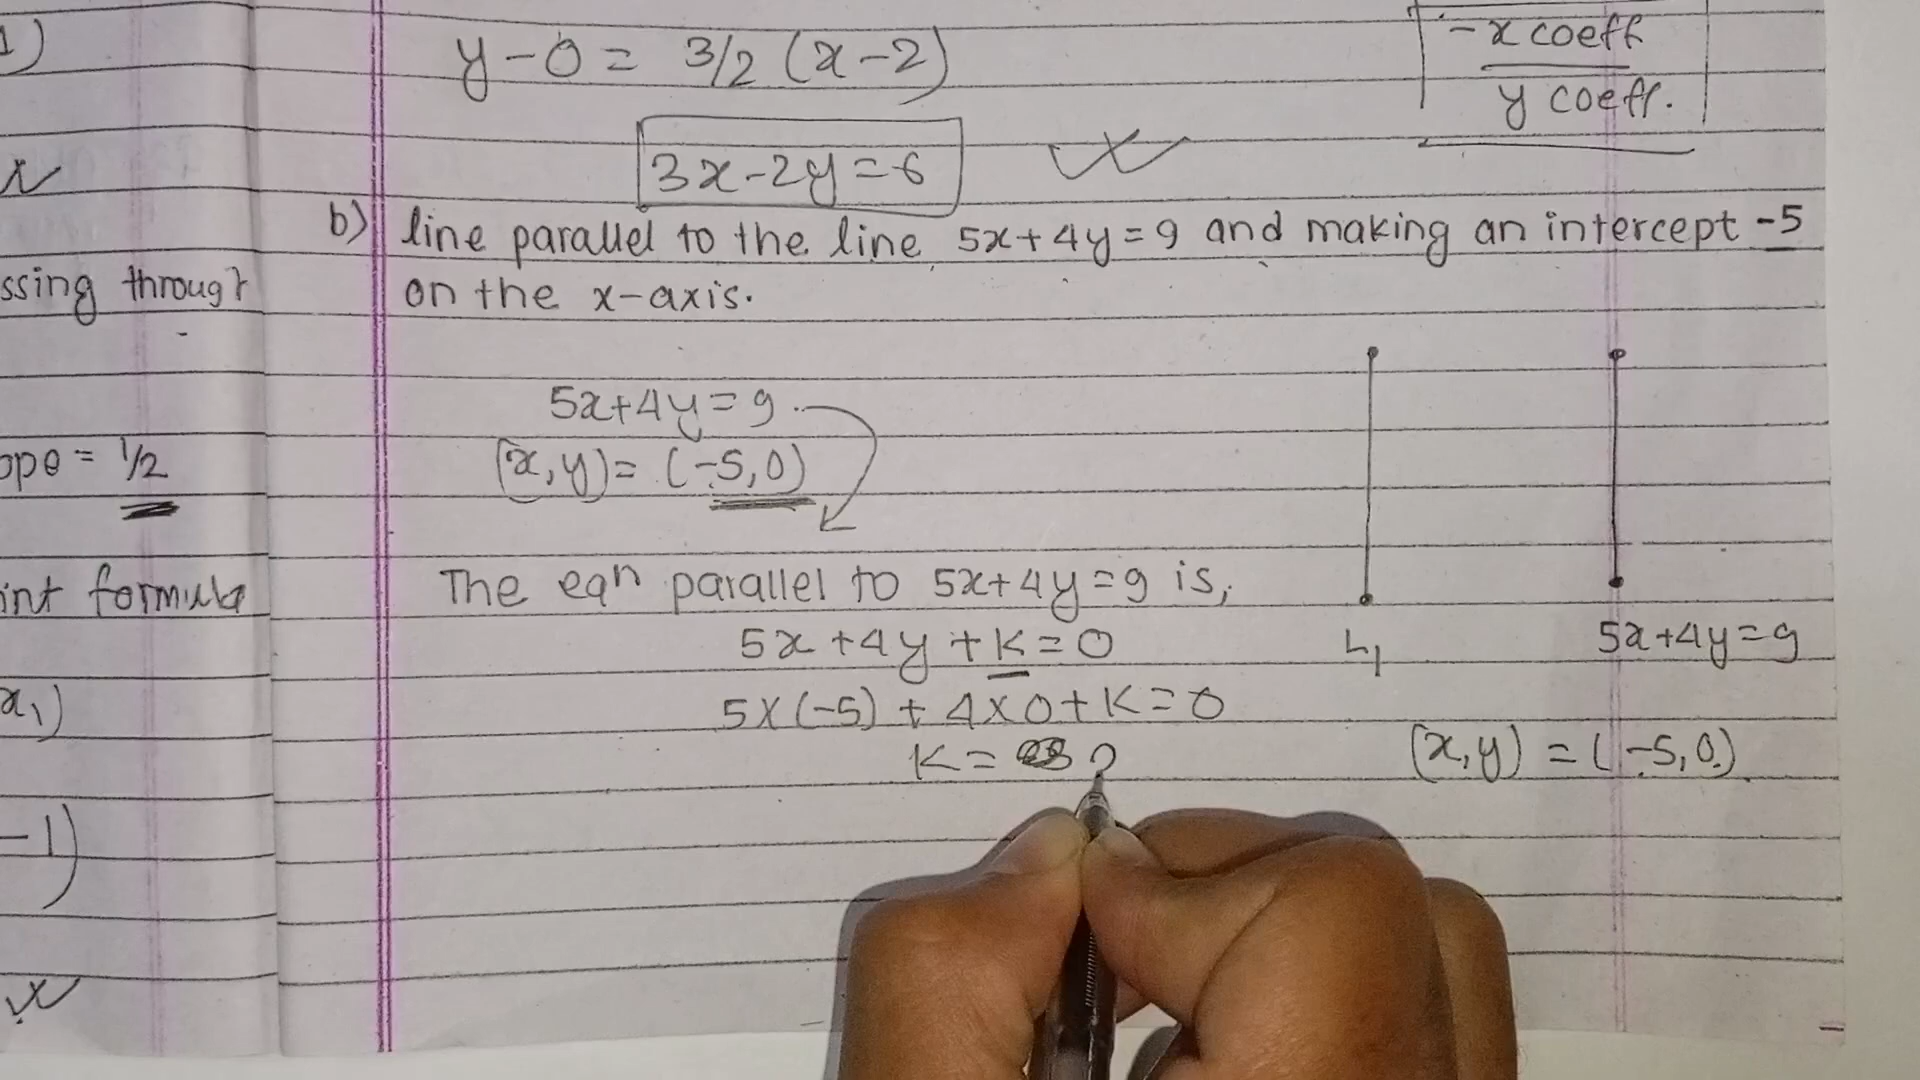 1)
x
ssing through
ope = 1/2
int formula
x₁)
-1)
y-0 = 3/2 (x-2)
3x-2y=6
-x coeff
y coeff.
b) line parallel to the line 5x+4y=9 and making an intercept -5
on the x-axis.
5x+4y=9
(x,y)= (-5,0)
The eqn parallel to 5x+4y=9 is,
5x+4y+K=0
5×(-5) + 4×0+K=0
K=
L₁
5x+4y=9
(x,y) = (-5,0)